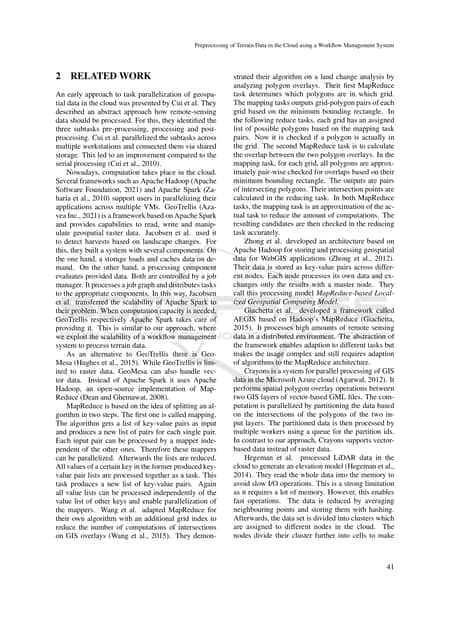 Preprocessing of Terrain Data in the Cloud using a Workflow Management System
2 RELATED WORK
An early approach to task parallelization of geospa-
tial data in the cloud was presented by Cui et al. They
described an abstract approach how remote-sensing
data should be processed. For this, they identified the
three subtasks pre-processing, processing and post-
processing. Cui et al. parallelized the subtasks across
multiple workstations and connected them via shared
storage. This led to an improvement compared to the
serial processing (Cui et al., 2010).
Nowadays, computation takes place in the cloud.
Several frameworks such as Apache Hadoop (Apache
Software Foundation, 2021) and Apache Spark (Za-
haria et al., 2010) support users in parallelizing their
applications across multiple VMs. GeoTrellis (Aza-
vea Inc., 2021) is a framework based on Apache Spark
and provides capabilities to read, write and manip-
ulate geospatial raster data. Jacobsen et al. used it
to detect harvests based on landscape changes. For
this, they built a system with several components. On
the one hand, a storage loads and caches data on de-
mand. On the other hand, a processing component
evaluates provided data. Both are controlled by a job
manager. It processes a job graph and distributes tasks
to the appropriate components. In this way, Jacobsen
et al. transferred the scalability of Apache Spark to
their problem. When computation capacity is needed,
GeoTrellis respectively Apache Spark takes care of
providing it. This is similar to our approach, where
we exploit the scalability of a workflow management
system to process terrain data.
As an alternative to GeoTrellis there is Geo-
Mesa (Hughes et al., 2015). While GeoTrellis is lim-
ited to raster data, GeoMesa can also handle vec-
tor data. Instead of Apache Spark it uses Apache
Hadoop, an open-source implementation of Map-
Reduce (Dean and Ghemawat, 2008).
MapReduce is based on the idea of splitting an al-
gorithm in two steps. The first one is called mapping.
The algorithm gets a list of key-value pairs as input
and produces a new list of pairs for each single pair.
Each input pair can be processed by a mapper inde-
pendent of the other ones. Therefore these mappers
can be parallelized. Afterwards the lists are reduced.
All values of a certain key in the former produced key-
value pair lists are processed together as a task. This
task produces a new list of key-value pairs. Again
all value lists can be processed independently of the
value list of other keys and enable parallelization of
the mappers. Wang et al. adapted MapReduce for
their own algorithm with an additional grid index to
reduce the number of computations of intersections
on GIS overlays (Wang et al., 2015). They demon-
strated their algorithm on a land change analysis by
analyzing polygon overlays. Their first MapReduce
task determines which polygons are in which grid.
The mapping tasks outputs grid-polygon pairs of each
grid based on the minimum bounding rectangle. In
the following reduce tasks, each grid has an assigned
list of possible polygons based on the mapping task
pairs. Now it is checked if a polygon is actually in
the grid. The second MapReduce task is to calculate
the overlap between the two polygon overlays. In the
mapping task, for each grid, all polygons are approx-
imately pair-wise checked for overlaps based on their
minimum bounding rectangle. The outputs are pairs
of intersecting polygons. Their intersection points are
calculated in the reducing task. In both MapReduce
tasks, the mapping task is an approximation of the ac-
tual task to reduce the amount of computations. The
resulting candidates are then checked in the reducing
task accurately.
Zhong et al. developed an architecture based on
Apache Hadoop for storing and processing geospatial
data for WebGIS applications (Zhong et al., 2012).
Their data is stored as key-value pairs across differ-
ent nodes. Each node processes its own data and ex-
changes only the results with a master node. They
call this processing model MapReduce-based Local-
ized Geospatial Computing Model.
Giachetta et al. developed a framework called
AEGIS based on Hadoop's MapReduce (Giachetta,
2015). It processes high amounts of remote sensing
data in a distributed environment. The abstraction of
the framework enables adaption to different tasks but
makes the usage complex and still requires adaption
of algorithms to the MapReduce architecture.
Crayons is a system for parallel processing of GIS
data in the Microsoft Azure cloud (Agarwal, 2012). It
performs spatial polygon overlay operations between
two GIS layers of vector-based GML files. The com-
putation is parallelized by partitioning the data based
on the intersections of the polygons of the two in-
put layers. The partitioned data is then processed by
multiple workers using a queue for the partition ids.
In contrast to our approach, Crayons supports vector-
based data instead of raster data.
Hegeman et al. processed LiDAR data in the
cloud to generate an elevation model (Hegeman et al.,
2014). They read the whole data into the memory to
avoid slow I/O operations. This is a strong limitation
as it requires a lot of memory. However, this enables
fast operations. The data is reduced by averaging
neighbouring points and storing them with hashing.
Afterwards, the data set is divided into clusters which
are assigned to different nodes in the cloud. The
nodes divide their cluster further into cells to make
41